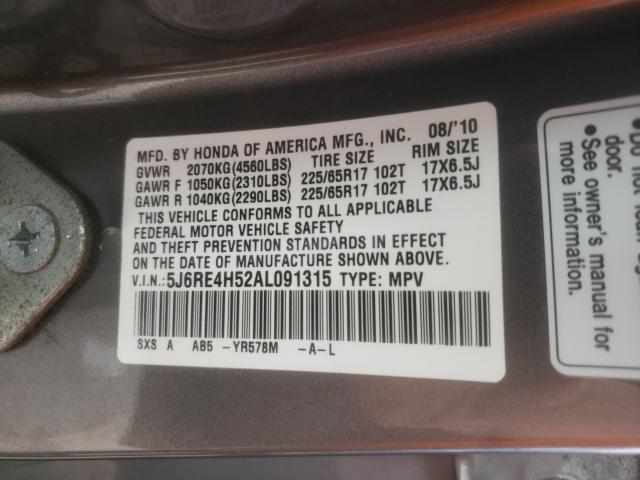 MFD. BY HONDA OF AMERICA MFG., INC. 08/'10
GVWR 2070KG(4560LBS) TIRE SIZE RIM SIZE
GAWR F 1050KG(2310LBS) 225/65R17 102T 17X6.5J
GAWR R 1040KG(2290LBS) 225/65R17 102T 17X6.5J
THIS VEHICLE CONFORMS TO ALL APPLICABLE
FEDERAL MOTOR VEHICLE SAFETY
AND THEFT PREVENTION STANDARDS IN EFFECT
ON THE DATE OF MANUFACTURE SHOWN ABOVE.
V.I.N.:5J6RE4H52AL091315 TYPE: MPV
SXS A AB5 -YR578M -A-L
• Do not
door.
• See owner's manual for
more information.